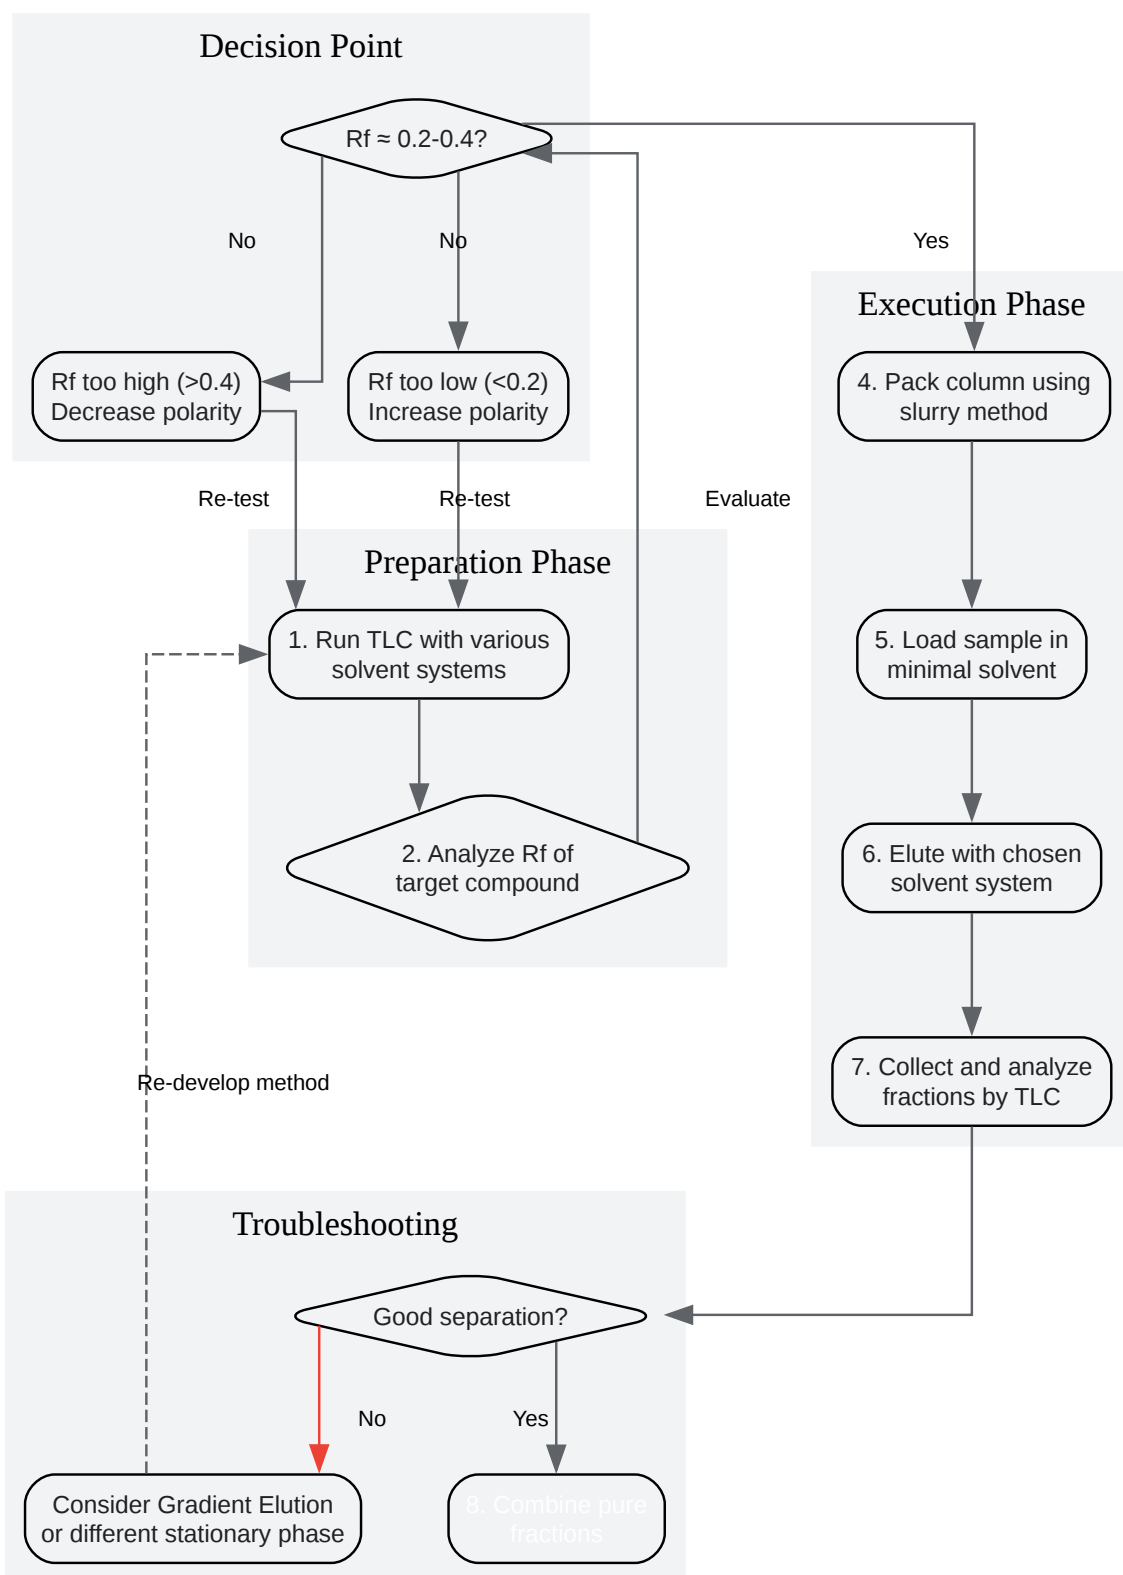 Decision Point
Rf ≈ 0.2-0.4?
No
No
Yes
Execution Phase
Rf too high (>0.4)
Decrease polarity
Rf too low (<0.2)
Increase polarity
4. Pack column using
slurry method
Re-test
Re-test
Evaluate
Preparation Phase
1. Run TLC with various
solvent systems
5. Load sample in
minimal solvent
2. Analyze Rf of
target compound
6. Elute with chosen
solvent system
7. Collect and analyze
fractions by TLC
Re-develop method
Troubleshooting
Good separation?
No
Yes
Consider Gradient Elution
or different stationary phase
8. Combine pure
fractions